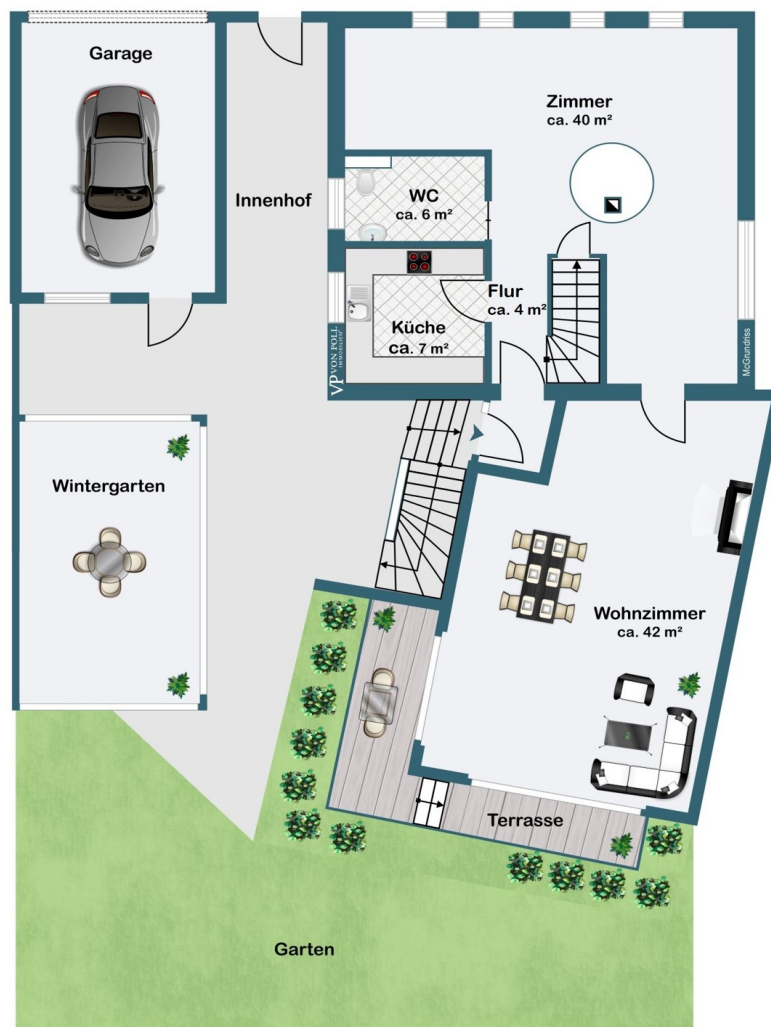 Garage
Zimmer
ca. 40 m²
Innenhof
WC
ca. 6 m²
Flur
ca. 4 m²
Küche
ca. 7 m²
VP VON POLL
IMMOBILIEN
McGrundriss
Wintergarten
Wohnzimmer
ca. 42 m²
Terrasse
Garten